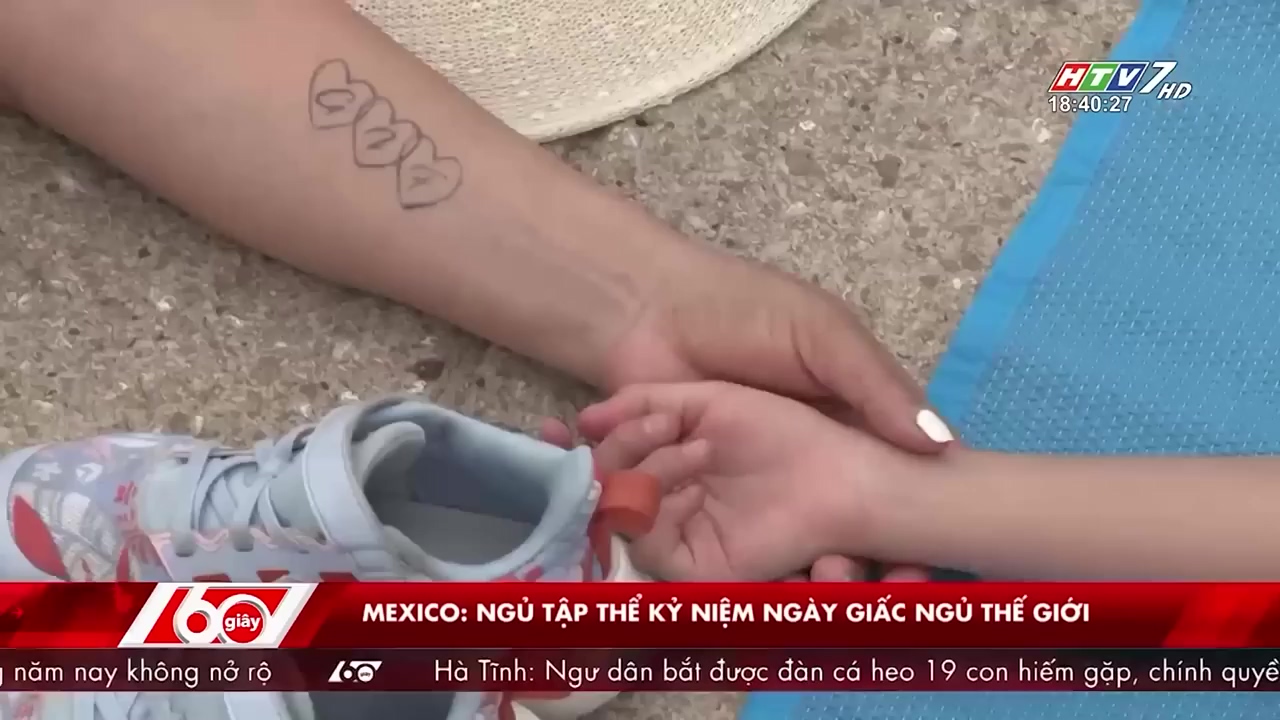 HTV7 HD
18:40:27
60 giây
MEXICO: NGỦ TẬP THỂ KỶ NIỆM NGÀY GIẤC NGỦ THẾ GIỚI
năm nay không nở rộ
60 giây
Hà Tĩnh: Ngư dân bắt được đàn cá heo 19 con hiếm gặp, chính quyề